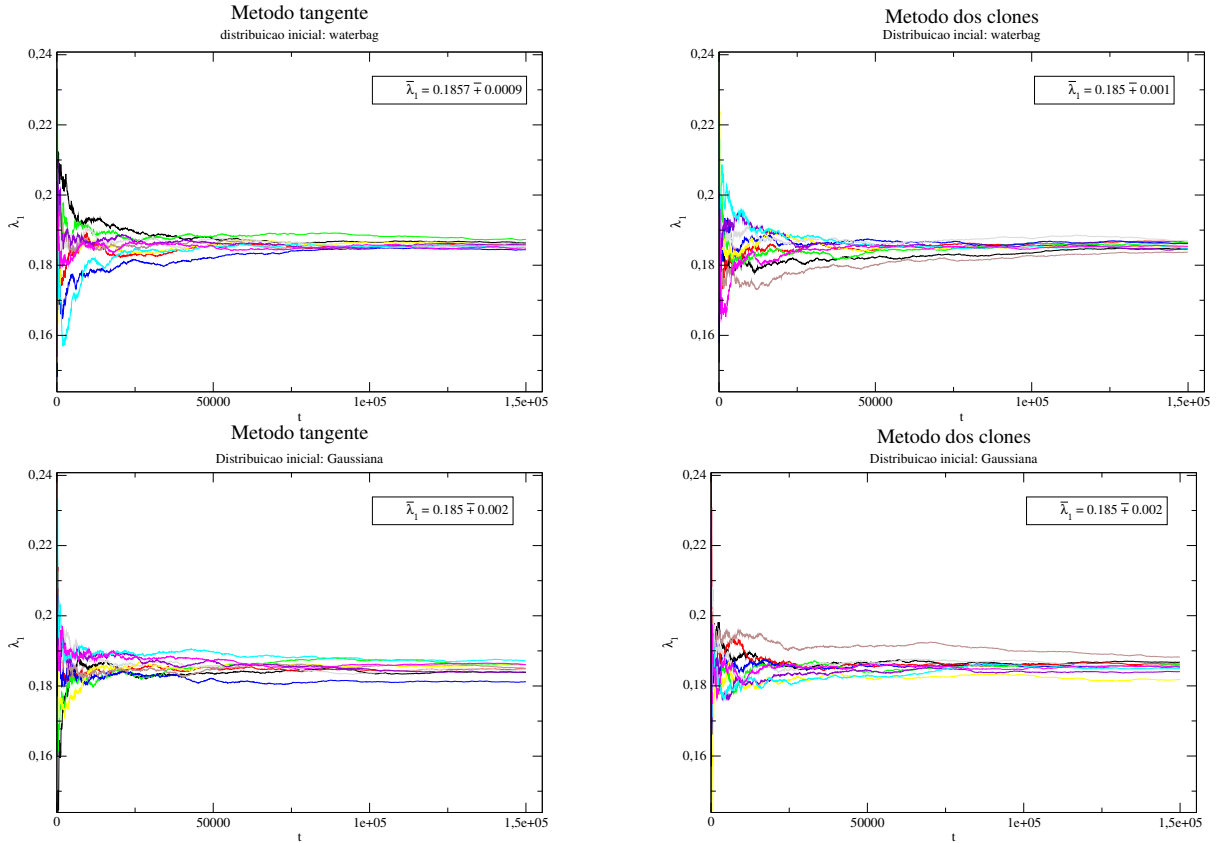 Metodo tangente
distribuicao inicial: waterbag
λ̅₁ = 0.1857 ∓ 0.0009
0,24
0,22
0,2
0,18
0,16
λ₁
0
50000
1e+05
1,5e+05
t
Metodo dos clones
Distribuicao incial: waterbag
λ̅₁ = 0.185 ∓ 0.001
0,24
0,22
0,2
0,18
0,16
λ₁
0
50000
1e+05
1,5e+05
t
Metodo tangente
Distribuicao inicial: Gaussiana
λ̅₁ = 0.185 ∓ 0.002
0,24
0,22
0,2
0,18
0,16
λ₁
0
50000
1e+05
1,5e+05
t
Metodo dos clones
Distribuicao inicial: Gaussiana
λ̅₁ = 0.185 ∓ 0.002
0,24
0,22
0,2
0,18
0,16
λ₁
0
50000
1e+05
1,5e+05
t